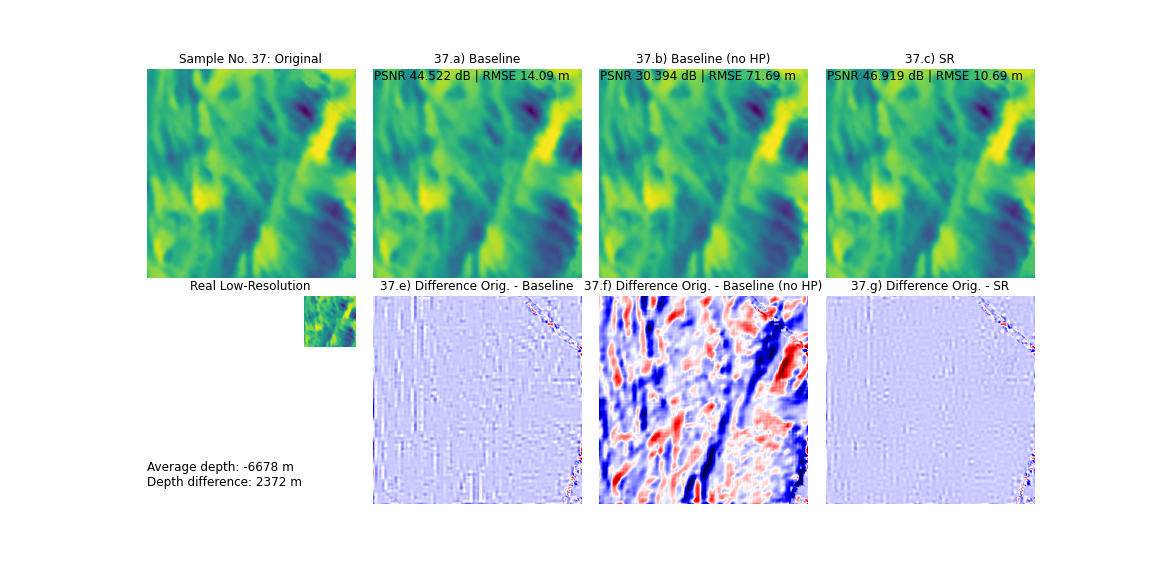 Sample No. 37: Original
37.a) Baseline
37.b) Baseline (no HP)
37.c) SR
PSNR 44.522 dB | RMSE 14.09 m
PSNR 30.394 dB | RMSE 71.69 m
PSNR 46.919 dB | RMSE 10.69 m
Real Low-Resolution
37.e) Difference Orig. - Baseline
37.f) Difference Orig. - Baseline (no HP)
37.g) Difference Orig. - SR
Average depth: -6678 m
Depth difference: 2372 m